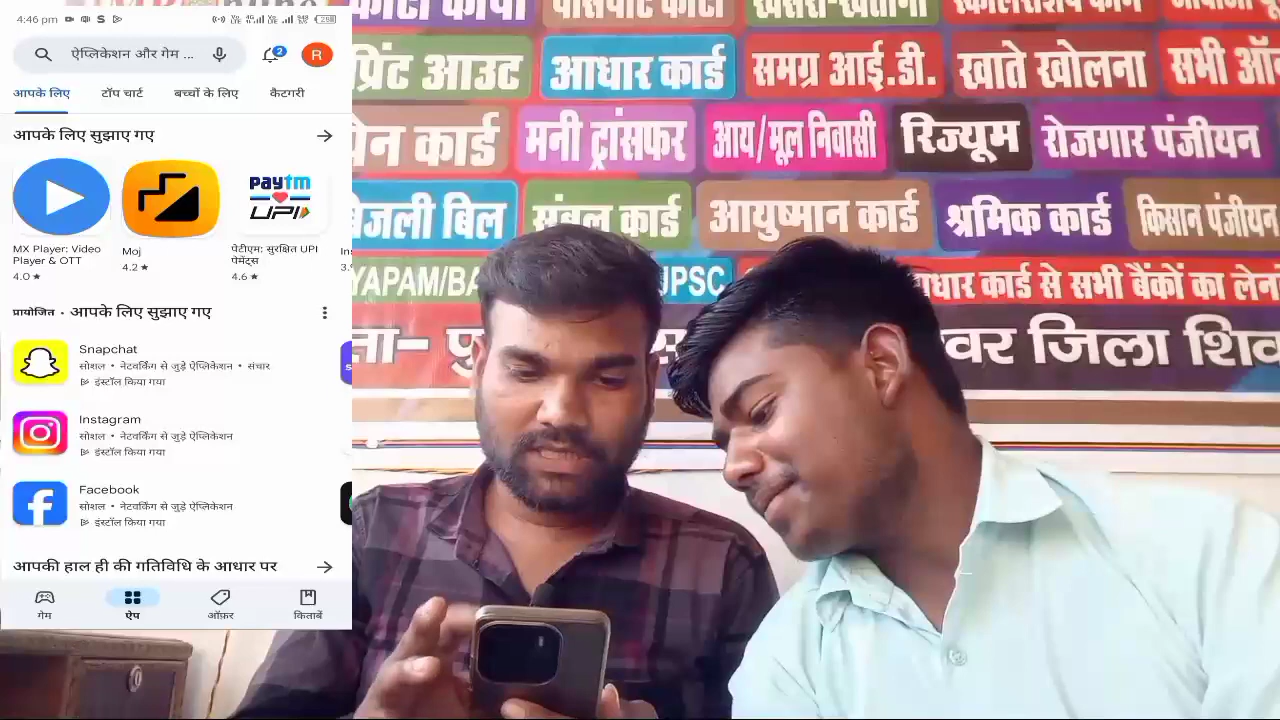 4:46 pm
ऐप्लिकेशन और गेम ...
2
R
आपके लिए
टॉप चार्ट
बच्चों के लिए
कैटगरी
आपके लिए सुझाए गए
MX Player: Video Player & OTT
4.0 ★
Moj
4.2 ★
paytm
UPI
पेटीएम: सुरक्षित UPI पेमेंट्स
4.6 ★
प्रायोजित • आपके लिए सुझाए गए
Snapchat
सोशल • नेटवर्किंग से जुड़े ऐप्लिकेशन • संचार
इंस्टॉल किया गया
Instagram
सोशल • नेटवर्किंग से जुड़े ऐप्लिकेशन
इंस्टॉल किया गया
Facebook
सोशल • नेटवर्किंग से जुड़े ऐप्लिकेशन
इंस्टॉल किया गया
आपकी हाल ही की गतिविधि के आधार पर
गेम
ऐप
ऑफ़र
किताबें
प्रिंट आउट आधार कार्ड समग्र आई.डी. खाते खोलना सभी
पेन कार्ड मनी ट्रांसफर आय/मूल निवासी रिज्यूम रोजगार पंजीयन
बिजली बिल संबल कार्ड आयुष्मान कार्ड श्रमिक कार्ड किसान पंजीयन
कार्ड से सभी बैंकों का
जिला